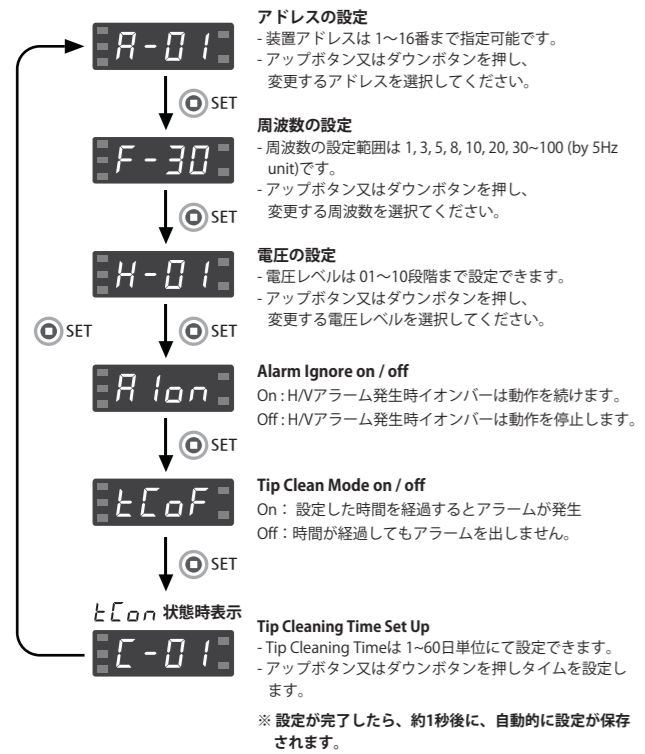 アドレスの設定
A-01
- 装置アドレスは 1～16番まで指定可能です。
- アップボタン又はダウンボタンを押し、
変更するアドレスを選択してください。
SET
周波数の設定
F-30
- 周波数の設定範囲は 1, 3, 5, 8, 10, 20, 30~100 (by 5Hz
unit)です。
- アップボタン又はダウンボタンを押し、
変更する周波数を選択てください。
SET
電圧の設定
H-01
- 電圧レベルは 01～10段階まで設定できます。
- アップボタン又はダウンボタンを押し、
変更する電圧レベルを選択してください。
SET
SET
Alarm Ignore on / off
A1on
On : H/Vアラーム発生時イオンバーは動作を続けます。
Off : H/Vアラーム発生時イオンバーは動作を停止します。
SET
Tip Clean Mode on / off
tCoF
On： 設定した時間を経過するとアラームが発生
Off：時間が経過してもアラームを出しません。
SET
tCon 状態時表示
C-01
Tip Cleaning Time Set Up
- Tip Cleaning Timeは 1~60日単位にて設定できます。
- アップボタン又はダウンボタンを押しタイムを設定し
ます。
※ 設定が完了したら、約1秒後に、自動的に設定が保存
されます。